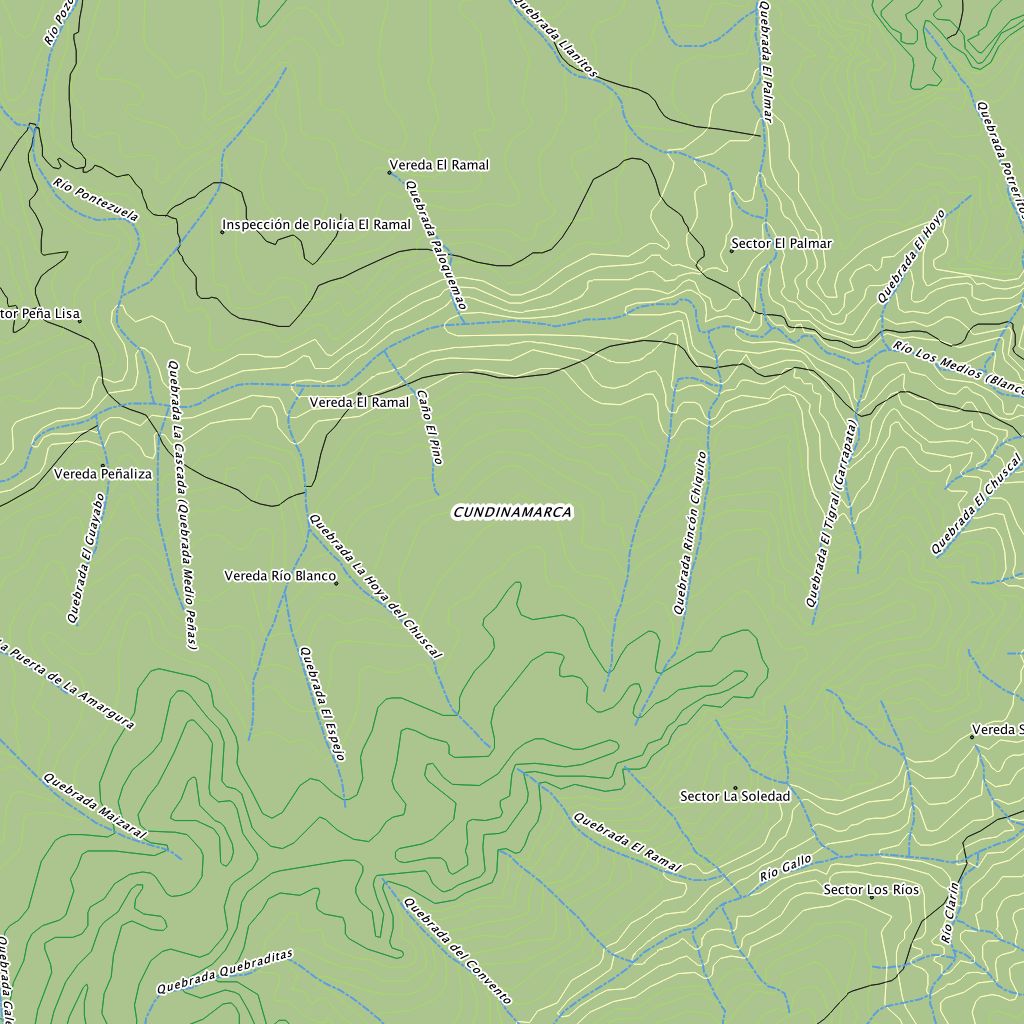 Río Pozo
Quebrada Llanitos
Quebrada El Palmar
Quebrada Potrerito
Vereda El Ramal
Río Pontezuela
Quebrada Paloquemao
Inspección de Policía El Ramal
Sector El Palmar
Quebrada El Hoyo
tor Peña Lisa
Río Los Medios (Blanco
Quebrada La Cascada (Quebrada Medio Peñas)
Vereda El Ramal
Caño El Pino
Vereda Peñaliza
Quebrada El Guayabo
Quebrada Rincón Chiquito
Quebrada El Tigral (Garrapata)
Quebrada El Chuscal
CUNDINAMARCA
Quebrada La Hoya del Chuscal
Vereda Río Blanco
La Puerta de La Amargura
Quebrada El Espejo
Vereda S
Quebrada Maizaral
Sector La Soledad
Quebrada El Ramal
Río Gallo
Sector Los Ríos
Río Clarín
Quebrada del Convento
Quebrada Quebraditas
Quebrada Gale